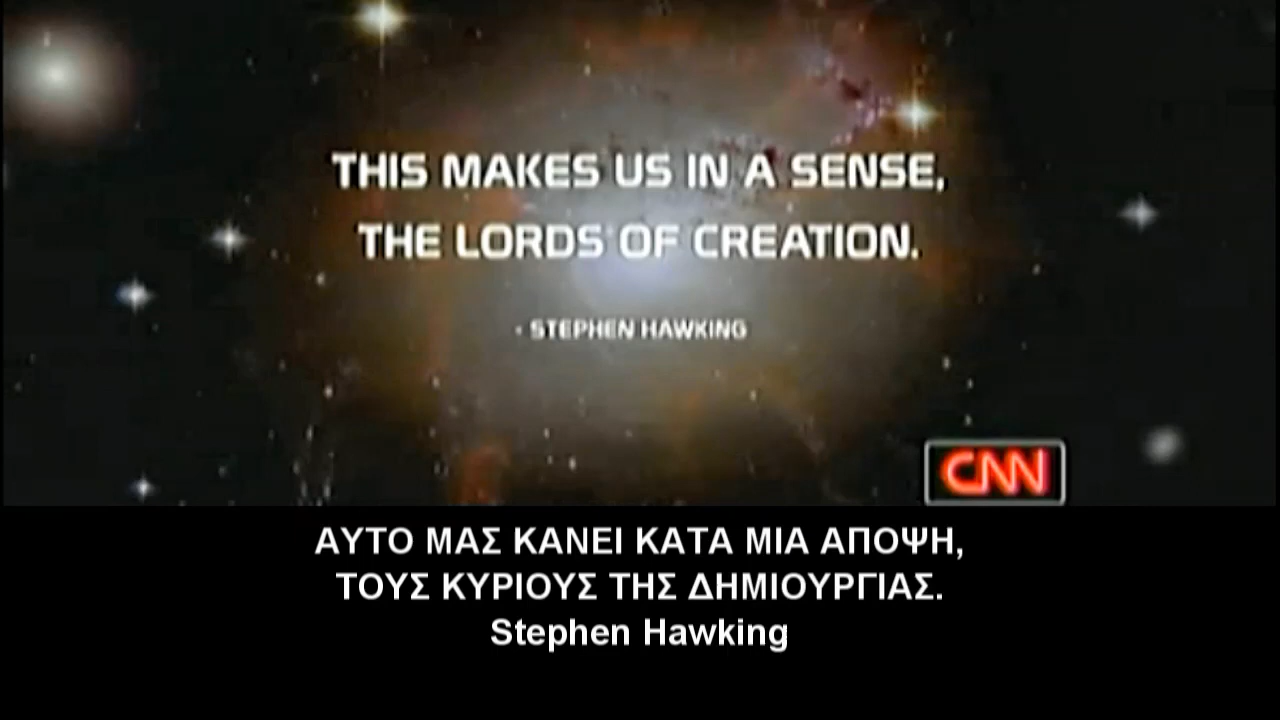 THIS MAKES US IN A SENSE,
THE LORDS OF CREATION.
- STEPHEN HAWKING
CNN
ΑΥΤΟ ΜΑΣ ΚΑΝΕΙ ΚΑΤΑ ΜΙΑ ΑΠΟΨΗ,
ΤΟΥΣ ΚΥΡΙΟΥΣ ΤΗΣ ΔΗΜΙΟΥΡΓΙΑΣ.
Stephen Hawking